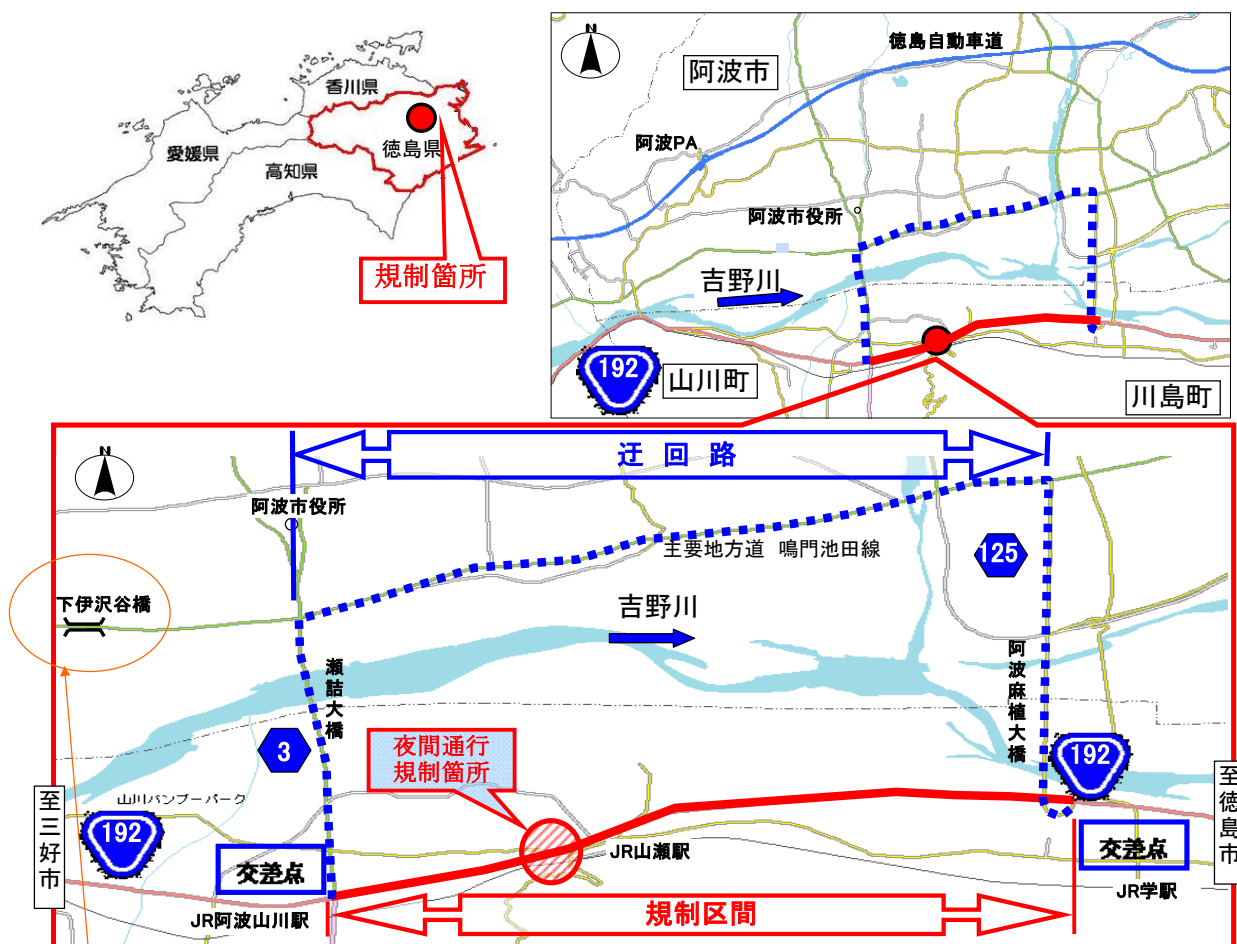 香川県
愛媛県
徳島県
高知県
規制箇所
N
徳島自動車道
阿波市
阿波PA
阿波市役所
吉野川
192
山川町
川島町
N
迂回路
阿波市役所
主要地方道 鳴門池田線
125
下伊沢谷橋
吉野川
瀬詰大橋
阿波麻植大橋
3
夜間通行
規制箇所
192
至三好市
至徳島市
山川バンブーパーク
192
交差点
JR山瀬駅
交差点
JR学駅
JR阿波山川駅
規制区間